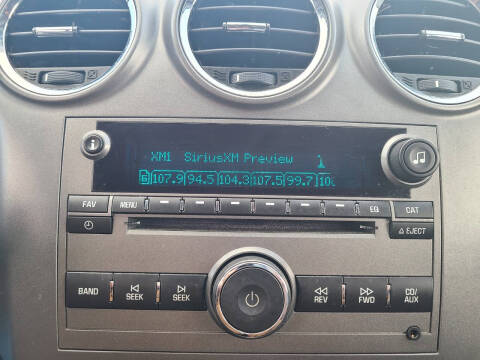 XM1 SiriusXM Preview
6 107.9 94.5 104.3 107.5 99.7
FAV MENU EQ CAT
EJECT
BAND SEEK SEEK REV FWD CD/AUX